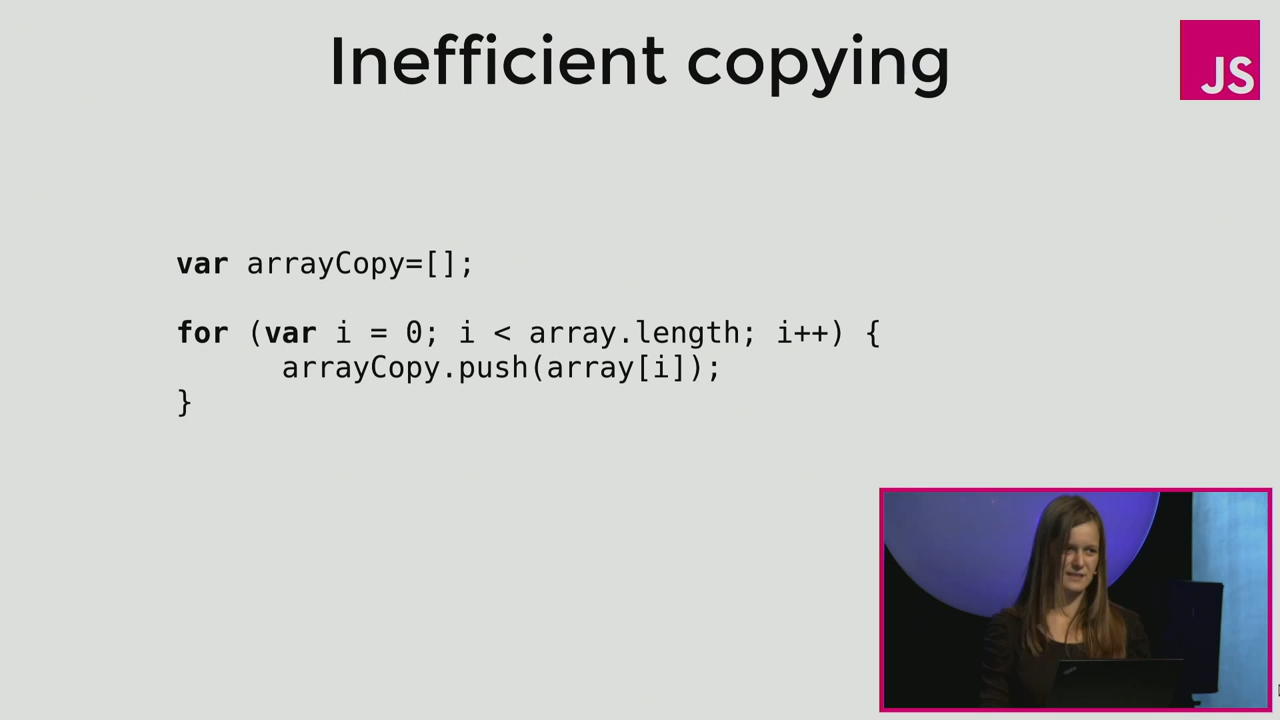 Inefficient copying
JS
var arrayCopy=[];
for (var i = 0; i < array.length; i++) {
arrayCopy.push(array[i]);
}